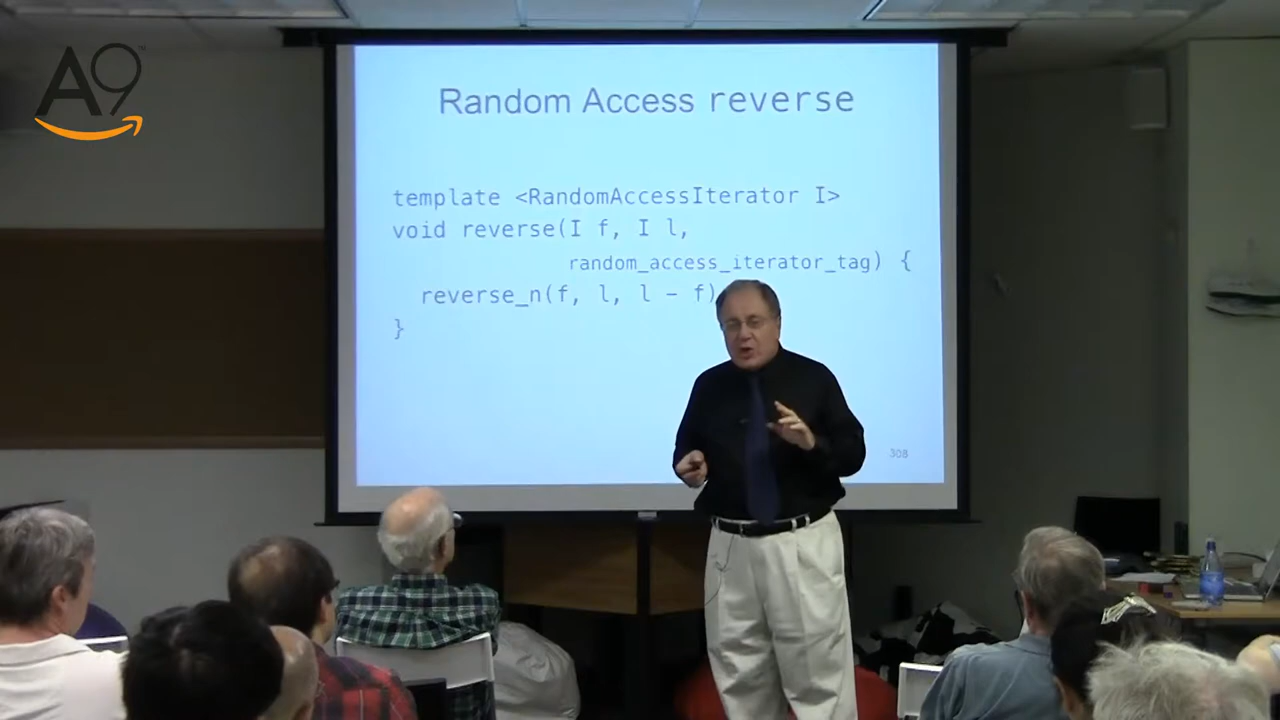 A9
Random Access reverse
template <RandomAccessIterator I>
void reverse(I f, I l,
random_access_iterator_tag) {
reverse_n(f, l, l - f)
}
308